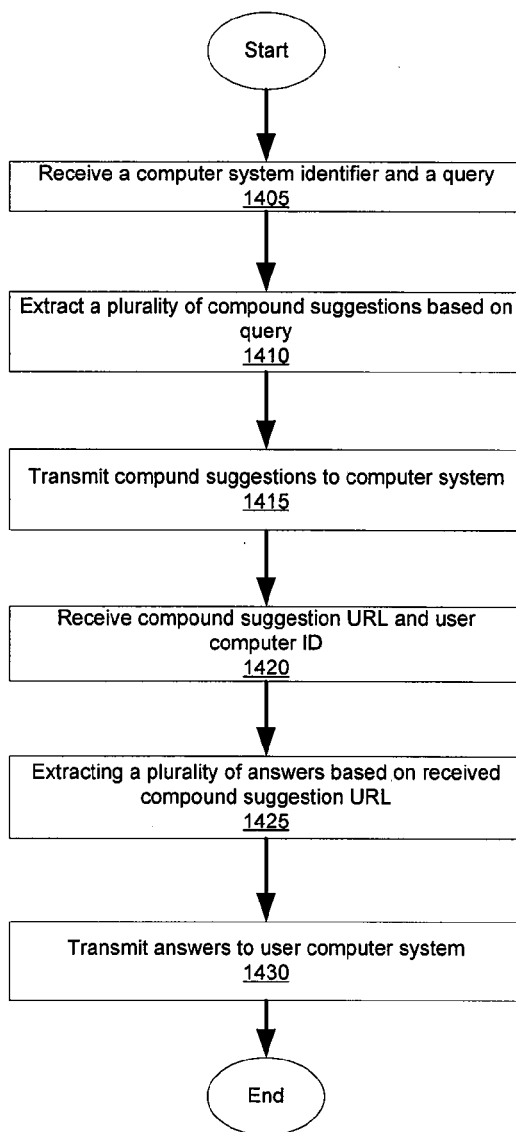 Start
Receive a computer system identifier and a query
1405
Extract a plurality of compound suggestions based on
query
1410
Transmit compund suggestions to computer system
1415
Receive compound suggestion URL and user
computer ID
1420
Extracting a plurality of answers based on received
compound suggestion URL
1425
Transmit answers to user computer system
1430
End